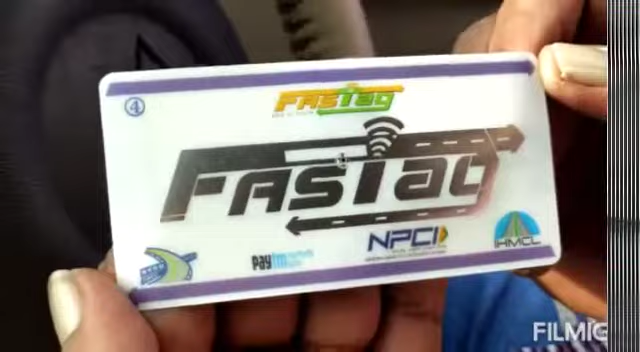 ④
FASTag
FASTag
paytm
NPCI
IHMCL
FILMIG